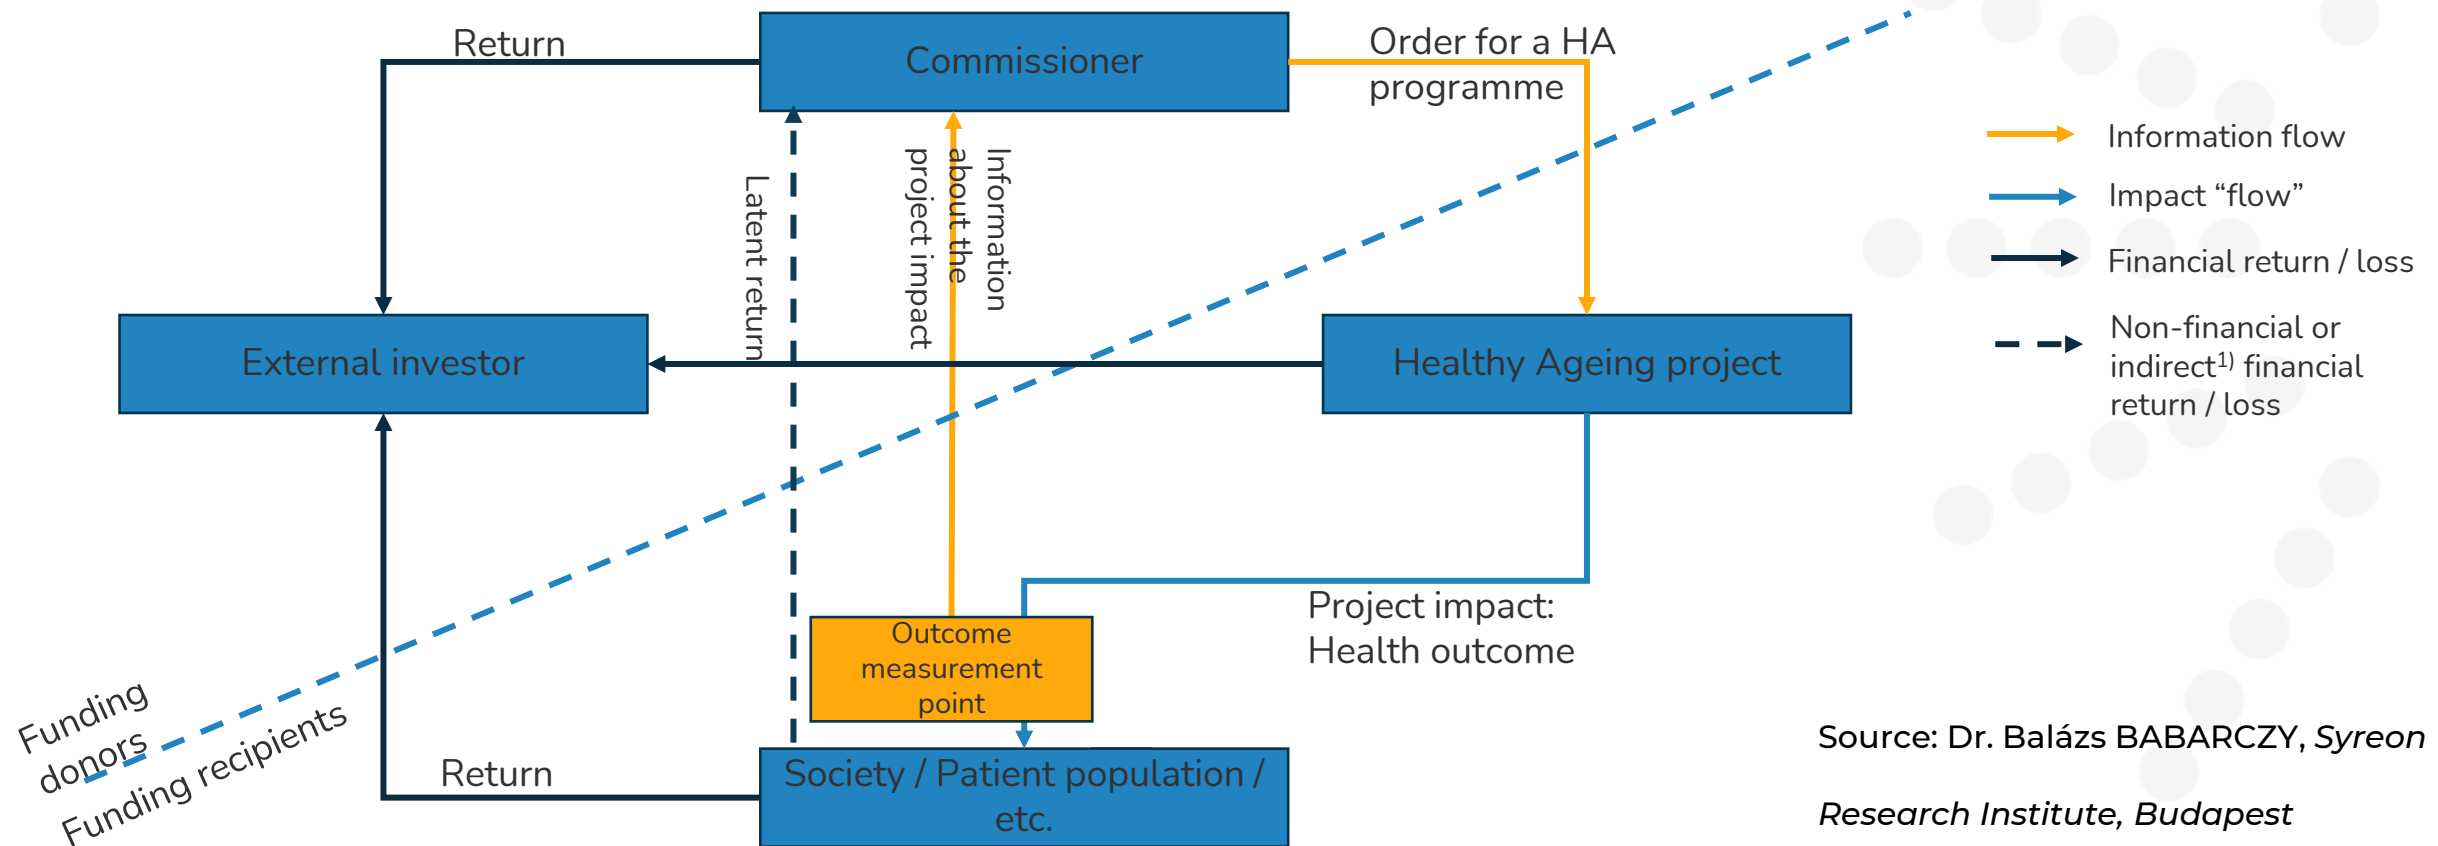 Return
Commissioner
Order for a HA
programme
Information flow
Impact “flow”
Financial return / loss
Non-financial or
indirect1) financial
return / loss
Latent return
Information
about the
project impact
External investor
Healthy Ageing project
Project impact:
Health outcome
Outcome
measurement
point
Funding
donors
Funding recipients
Return
Society / Patient population /
etc.
Source: Dr. Balázs BABARCZY, Syreon
Research Institute, Budapest